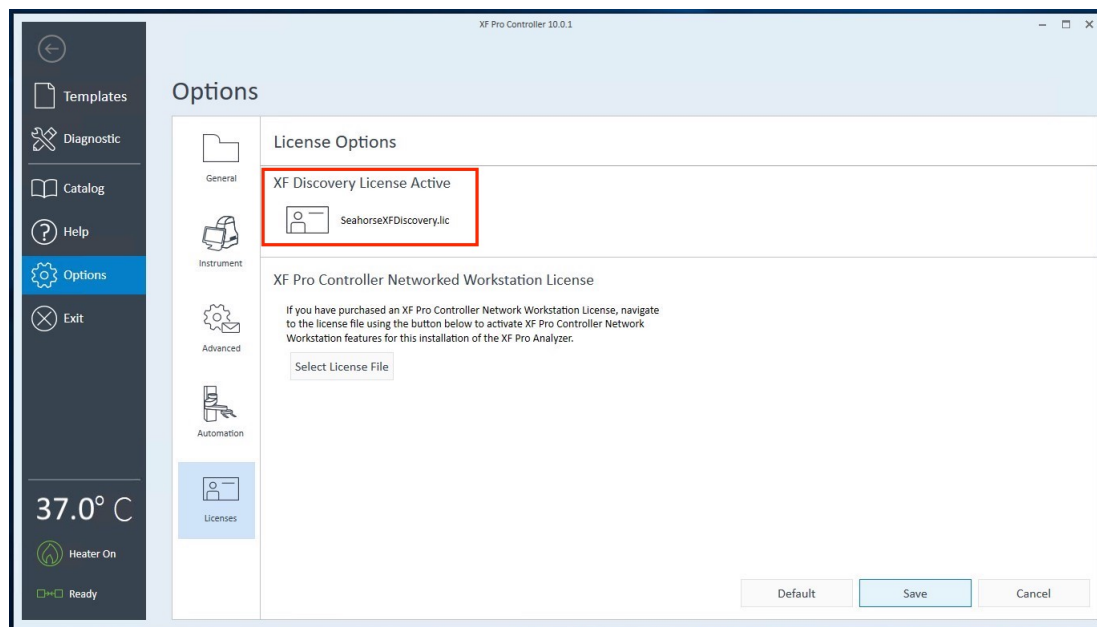 XF Pro Controller 10.0.1
Templates
Diagnostic
Catalog
Help
Options
Exit
37.0° C
Heater On
Ready
Options
General
Instrument
Advanced
Automation
Licenses
License Options
XF Discovery License Active
SeahorseXFDiscovery.lic
XF Pro Controller Networked Workstation License
If you have purchased an XF Pro Controller Network Workstation License, navigate
to the license file using the button below to activate XF Pro Controller Network
Workstation features for this installation of the XF Pro Analyzer.
Select License File
Default
Save
Cancel